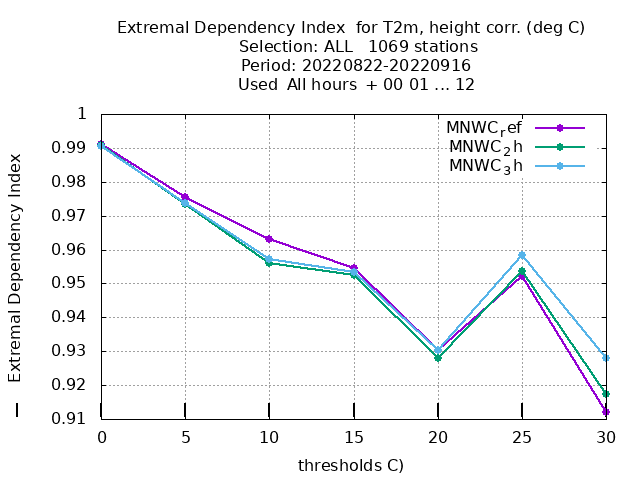 Extremal Dependency Index  for T2m, height corr. (deg C)
Selection: ALL   1069 stations
Period: 20220822-20220916
Used  All hours  + 00 01 ... 12
MNWC_ref
MNWC_2h
MNWC_3h
1
0.99
0.98
0.97
0.96
0.95
0.94
0.93
0.92
0.91
Extremal Dependency Index
0 5 10 15 20 25 30
thresholds C)